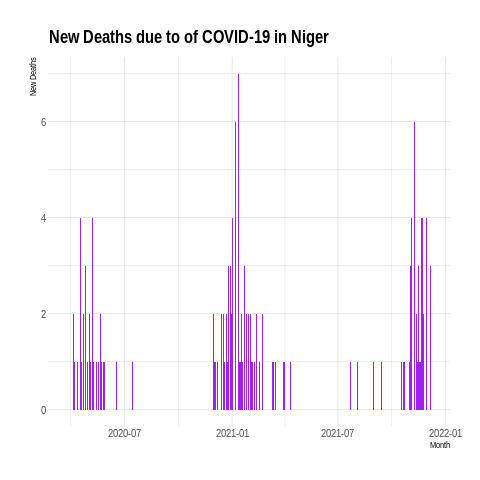 New Deaths due to of COVID-19 in Niger
New Deaths
6
4
2
0
2020-07 2021-01 2021-07 2022-01
Month